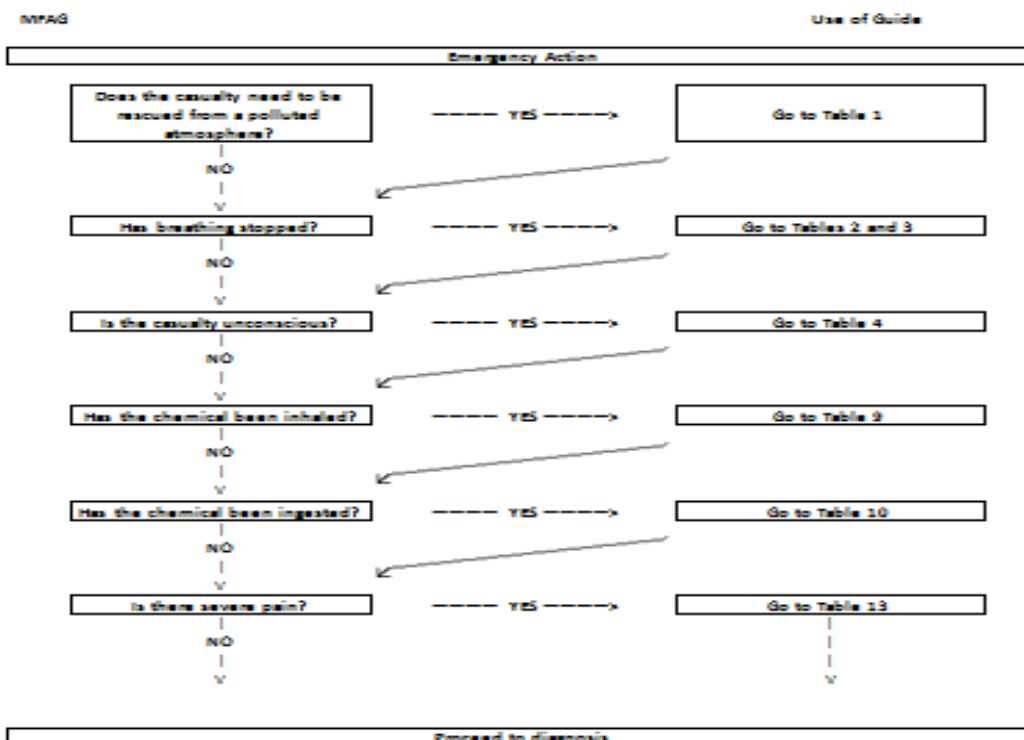 MFAG
Use of Guide
Emergency Action
Does the casualty need to be
rescued from a polluted
atmosphere?
YES
Go to Table 1
NO
Has breathing stopped?
YES
Go to Tables 2 and 3
NO
Is the casualty unconscious?
YES
Go to Table 4
NO
Has the chemical been inhaled?
YES
Go to Table 9
NO
Has the chemical been ingested?
YES
Go to Table 10
NO
Is there severe pain?
YES
Go to Table 13
NO
Proceed to diagnosis